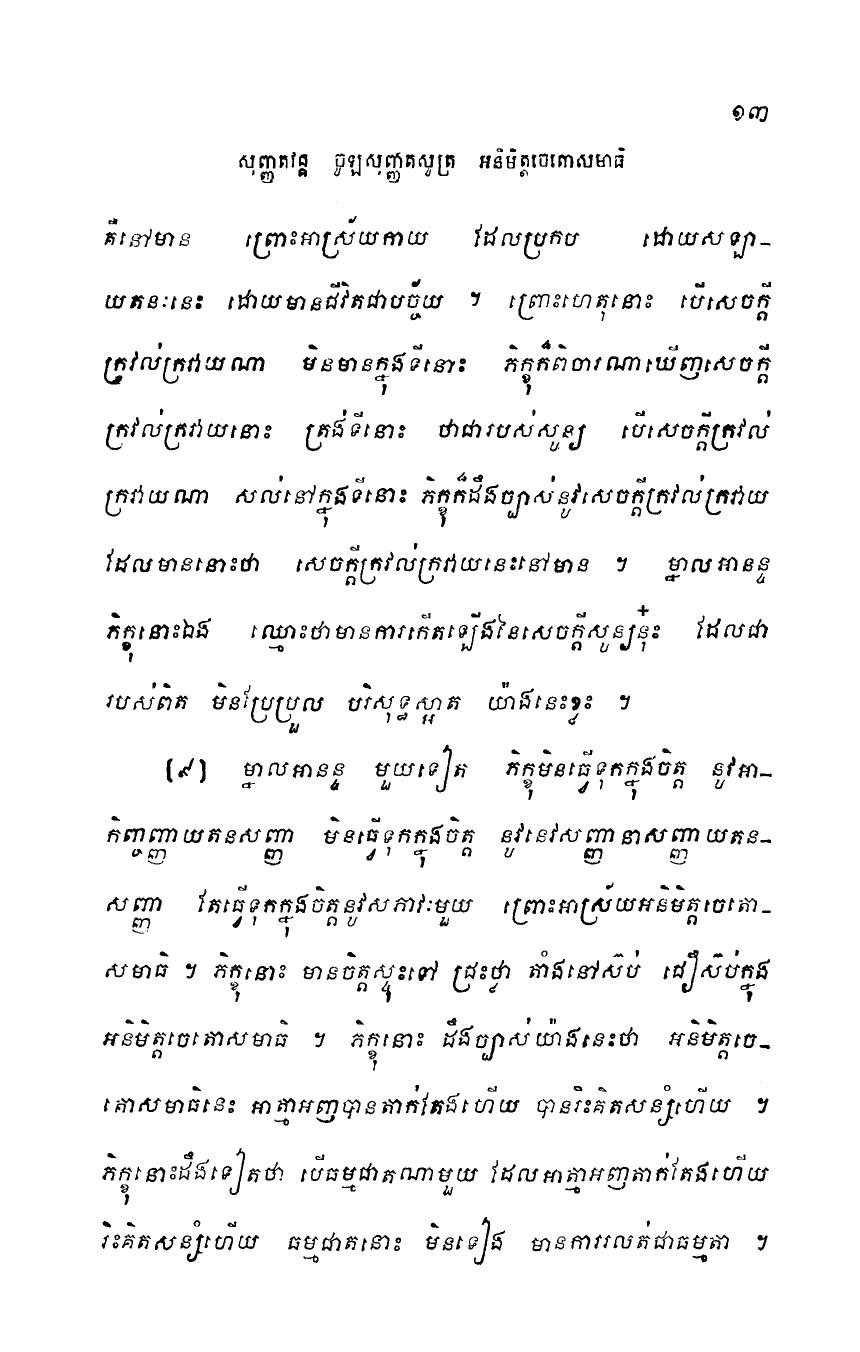 ១៣
សុញ្ញតវគ្គ ចូឡសុញ្ញតសូត្រ អនិមិត្តចេតោសមាធិ
គឺនៅមាន ព្រោះអាស្រ័យកាយ ដែលប្រកប ដោយសឡា-
យតនៈនេះ ដោយមានជីវិតជាបច្ច័យ ។ ព្រោះហេតុនោះ បើសេចក្តី
ក្រវល់ក្រវាយណា មិនមានក្នុងទីនោះ ភិក្ខុក៏ពិចារណាឃើញសេចក្តី
ក្រវល់ក្រវាយនោះ ត្រង់ទីនោះ ថាជារបស់សូន្យ បើសេចក្តីក្រវល់
ក្រវាយណា សល់នៅក្នុងទីនោះ ភិក្ខុក៏ដឹងច្បាស់នូវសេចក្តីក្រវល់ក្រវាយ
ដែលមាននោះថា សេចក្តីក្រវល់ក្រវាយនេះនៅមាន ។ ម្នាលអានន្ទ
ភិក្ខុនោះឯង ឈ្មោះថាមានការកើតឡើងនៃសេចក្តីសូន្យនុ៎ះ ដែលជា
របស់ពិត មិនប្រែប្រួល បរិសុទ្ធស្អាត យ៉ាងនេះខ្លះ ។
(៩) ម្នាលអានន្ទ មួយទៀត ភិក្ខុមិនធ្វើទុកក្នុងចិត្ត នូវអា-
កិញ្ចញ្ញាយតនសញ្ញា មិនធ្វើទុកក្នុងចិត្ត នូវនេវសញ្ញានាសញ្ញាយតន-
សញ្ញា តែធ្វើទុកក្នុងចិត្តនូវសភាវៈមួយ ព្រោះអាស្រ័យអនិមិត្តចេតោ-
សមាធិ ។ ភិក្ខុនោះ មានចិត្តស្ទុះទៅ ជ្រះថ្លា តាំងនៅស៊ប់ ជឿស៊ប់ក្នុង
អនិមិត្តចេតោសមាធិ ។ ភិក្ខុនោះ ដឹងច្បាស់យ៉ាងនេះថា អនិមិត្តចេ-
តោសមាធិនេះ អាត្មាអញបានតាក់តែងហើយ បានរិះគិតសន្សំហើយ ។
ភិក្ខុនោះដឹងទៀតថា បើធម្មជាតណាមួយ ដែលអាត្មាអញតាក់តែងហើយ
រិះគិតសន្សំហើយ ធម្មជាតនោះ មិនទៀង មានការរលត់ជាធម្មតា ។